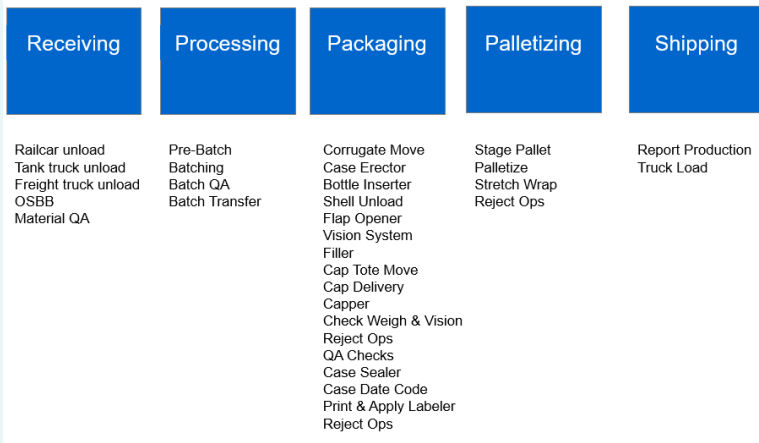 Receiving
Processing
Packaging
Palletizing
Shipping
Railcar unload
Tank truck unload
Freight truck unload
OSBB
Material QA
Pre-Batch
Batching
Batch QA
Batch Transfer
Corrugate Move
Case Erector
Bottle Inserter
Shell Unload
Flap Opener
Vision System
Filler
Cap Tote Move
Cap Delivery
Capper
Check Weigh & Vision
Reject Ops
QA Checks
Case Sealer
Case Date Code
Print & Apply Labeler
Reject Ops
Stage Pallet
Palletize
Stretch Wrap
Reject Ops
Report Production
Truck Load